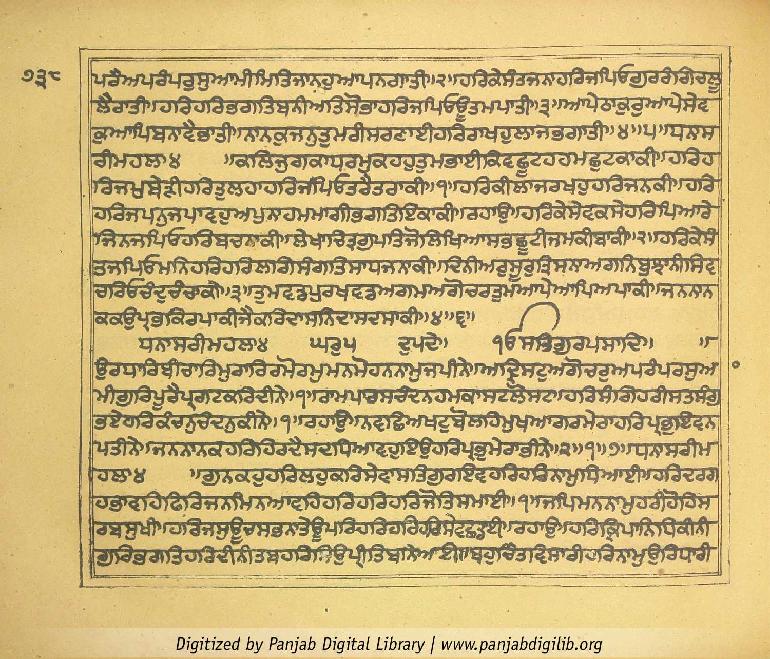 ੭੩੮
ਪਰੈਅਪਰੰਪਰੁਸੁਆਮੀਮਿਤਿਜਾਨਹੁਆਪਨਗਾਤੀ॥੨॥ਹਰਿਕੇਸੰਤਜਨਾਹਰਿਜਪਿਓਗੁਰਰੰਗਿਚਲੂ
ਲੈਰਾਤੀ॥ਹਰਿਹਰਿਭਗਤਿਬਨੀਅਤਿਸੋਭਾਹਰਿਜਪਿਓਊਤਮਪਾਤੀ॥੩॥ਆਪੇਠਾਕੁਰੁਆਪੇਸੇਵ
ਕੁਆਪਿਬਨਾਵੈਭਾਤੀ॥ਨਾਨਕੁਜਨੁਤੁਮਰੀਸਰਣਾਈਹਰਿਰਾਖਹੁਲਾਜਭਗਾਤੀ॥੪॥੫॥ਧਨਾਸ
ਰੀਮਹਲਾ੪ ॥ਕਲਿਜੁਗਕਾਧਰਮੁਕਹਹੁਤੁਮਭਾਈਕਿਵਛੂਟਹਹਮਛੁਟਕਾਕੀ॥ਹਰਿਹ
ਰਿਜਪੁਬੇੜੀਹਰਿਤੁਲਹਾਹਰਿਜਪਿਓਤਰੈਤਰਾਕੀ॥੧॥ਹਰਿਕੀਲਾਜਰਖਹੁਹਰਿਜਨਕੀ॥ਹਰਿ
ਹਰਿਜਪਨੁਜਪਾਵਹੁਅਪੁਨਾਹਮਮਾਗੀਭਗਤਿਇਕਾਕੀ॥ਰਹਾਉ॥ਹਰਿਕੇਸੇਵਕਸੇਹਰਿਪਿਆਰੇ
ਜਿਨਜਪਿਓਹਰਿਬਚਨਾਕੀ॥ਲੇਖਾਚਿਤ੍ਰਗੁਪਤਿਜੋਲਿਖਿਆਸਭਛੂਟੀਜਮਕੀਬਾਕੀ॥੨॥ਹਰਿਕੇਸੰ
ਤਜਪਿਓਮਨਿਹਰਿਹਰਿਲਗਿਸੰਗਤਿਸਾਧਜਨਾਕੀ॥ਦਿਨੀਅਰੁਸੂਰੁਤ੍ਰਿਸਨਾਅਗਨਿਬੁਝਾਨੀਸਿਵ
ਚਰਿਓਚੰਦੁਚੰਦਾਕੀ॥੩॥ਤੁਮਵਡਪੁਰਖਵਡਅਗਮਅਗੋਚਰਤੁਮਆਪੇਆਪਿਅਪਾਕੀ॥ਜਨਨਾਨ
ਕਕਉਪ੍ਰਭਕਿਰਪਾਕੀਜੈਕਰਿਦਾਸਨਿਦਾਸਦਸਾਕੀ॥੪॥੬॥
ਧਨਾਸਰੀਮਹਲਾ੪ ਘਰੁ੫ ਦੁਪਦੇ॥ ੴਸਤਿਗੁਰਪ੍ਰਸਾਦਿ॥ ॥
ਉਰਧਾਰਿਬੀਚਾਰਿਮੁਰਾਰਿਰਮੋਰਮੁਮਨਮੋਹਨਨਾਮੁਜਪੀਨੇ॥ਅਦ੍ਰਿਸਟੁਅਗੋਚਰੁਅਪਰੰਪਰਸੁਆ
ਮੀਗੁਰਿਪੂਰੈਪ੍ਰਗਟਕਰਿਦੀਨੇ॥੧॥ਰਾਮਪਾਰਸਚੰਦਨਹਮਕਾਸਟਲੋਸਟ॥ਹਰਿਸੰਗਿਹਰੀਸਤਸੰਗੁ
ਭਏਹਰਿਕੰਚਨੁਚੰਦਨੁਕੀਨੇ॥੧॥ਰਹਾਉ॥ਨਵਛਿਅਖਟੁਬੋਲਹਿਮੁਖਆਗਰਮੇਰਾਹਰਿਪ੍ਰਭੁਇਵਨ
ਪਤੀਨੇ॥ਜਨਨਾਨਕਹਰਿਹਿਰਦੈਸਦਧਿਆਵਹੁਇਉਹਰਿਪ੍ਰਭੁਮੇਰਾਭੀਨੇ॥੨॥੧॥੭॥ਧਨਾਸਰੀਮ
ਹਲਾ੪ ॥ਗੁਨਕਹੁਹਰਿਲਹੁਕਰਿਸੇਵਾਸਤਿਗੁਰਇਵਹਰਿਹਰਿਨਾਮੁਧਿਆਈ॥ਹਰਿਦਰਗ
ਹਭਾਵਹਿਫਿਰਿਜਨਮਿਨਆਵਹਿਹਰਿਹਰਿਹਰਿਜੋਤਿਸਮਾਈ॥੧॥ਜਪਿਮਨਨਾਮੁਹਰੀਹੋਹਿਸ
ਰਬਸੁਖੀ॥ਹਰਿਜਸੁਊਚਸਭਨਾਤੇਊਪਰਿਹਰਿਹਰਿਹਰਿਸੇਵਿਛਡਾਈ॥ਰਹਾਉ॥ਹਰਿਕ੍ਰਿਪਾਨਿਧਿਕੀਨੀ
ਗੁਰਿਭਗਤਿਹਰਿਦੀਨੀਤਬਹਰਿਸਿਉਪ੍ਰੀਤਿਬਨਿਆਈ॥ਬਹੁਚਿੰਤਵਿਸਾਰੀਹਰਿਨਾਮੁਉਰਿਧਾਰੀ
Digitized by Panjab Digital Library | www.panjabdigilib.org